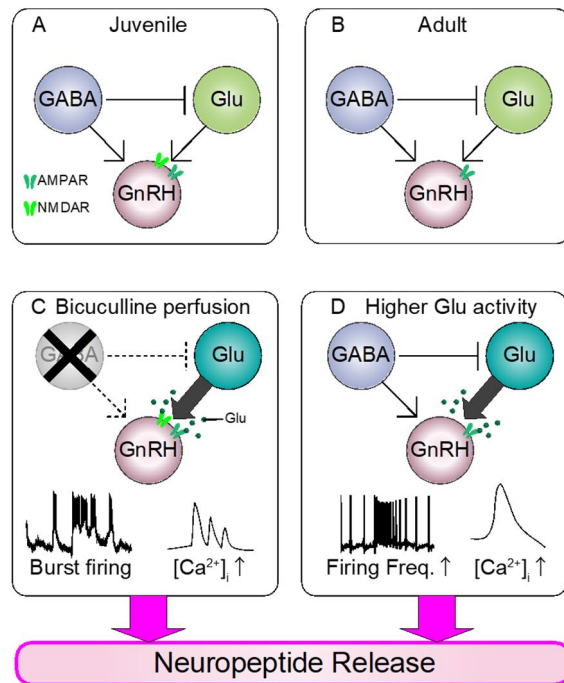 A Juvenile
GABA
Glu
AMPAR
NMDAR
GnRH
B Adult
GABA
Glu
GnRH
C Bicuculline perfusion
GABA
Glu
Glu
GnRH
Burst firing
[Ca²⁺]ᵢ ↑
D Higher Glu activity
GABA
Glu
GnRH
Firing Freq. ↑
[Ca²⁺]ᵢ ↑
Neuropeptide Release